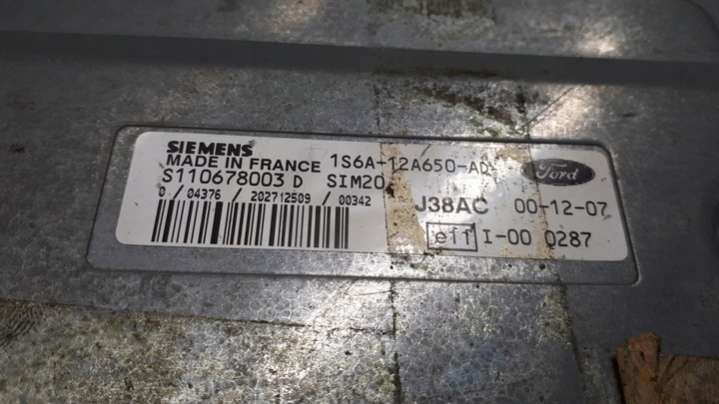 SIEMENS
MADE IN FRANCE 1S6A-12A650-AD
S110678003 D SIM20
Ford
0 / 04376 / 202712509 / 00342
J38AC 00-12-07
e11 I-00 0287